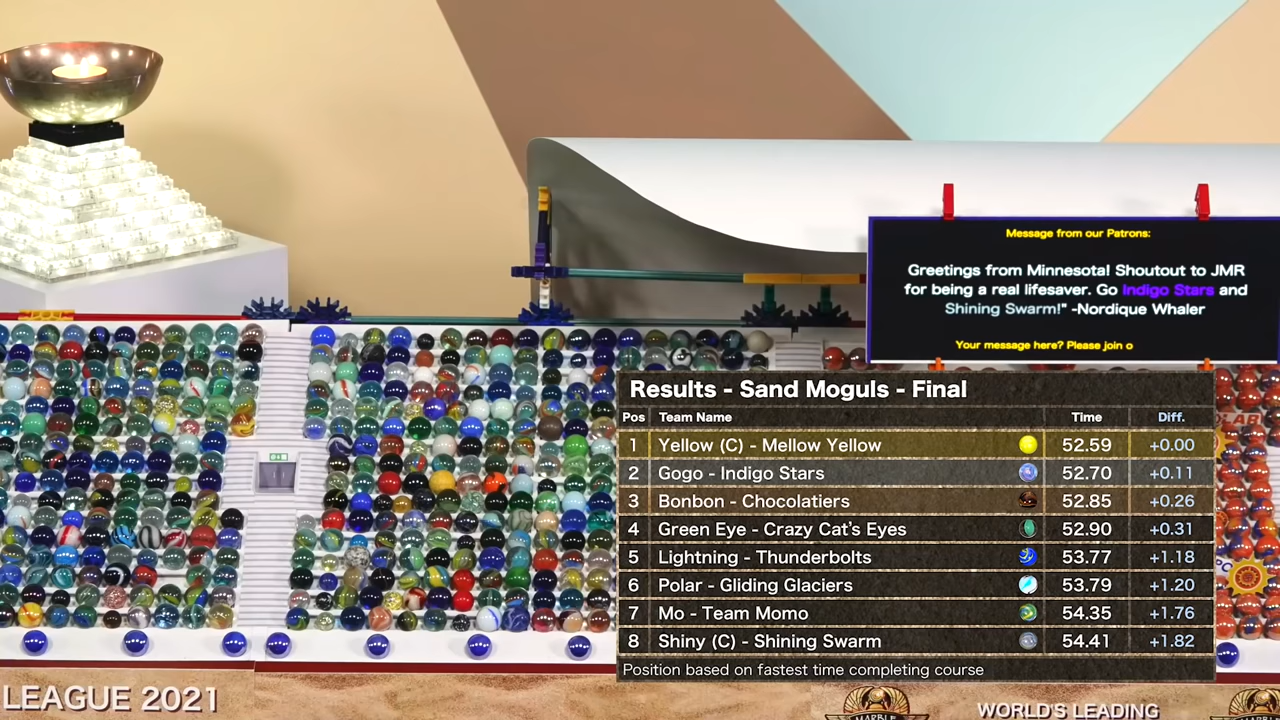 Message from our Patrons:
Greetings from Minnesota! Shoutout to JMR
for being a real lifesaver. Go Indigo Stars and
Shining Swarm!" -Nordique Whaler
Your message here? Please join o
Results - Sand Moguls - Final
Pos Team Name Time Diff.
1 Yellow (C) - Mellow Yellow 52.59 +0.00
2 Gogo - Indigo Stars 52.70 +0.11
3 Bonbon - Chocolatiers 52.85 +0.26
4 Green Eye - Crazy Cat's Eyes 52.90 +0.31
5 Lightning - Thunderbolts 53.77 +1.18
6 Polar - Gliding Glaciers 53.79 +1.20
7 Mo - Team Momo 54.35 +1.76
8 Shiny (C) - Shining Swarm 54.41 +1.82
Position based on fastest time completing course
LEAGUE 2021
MARBLE
WORLD'S LEADING
MARBLE